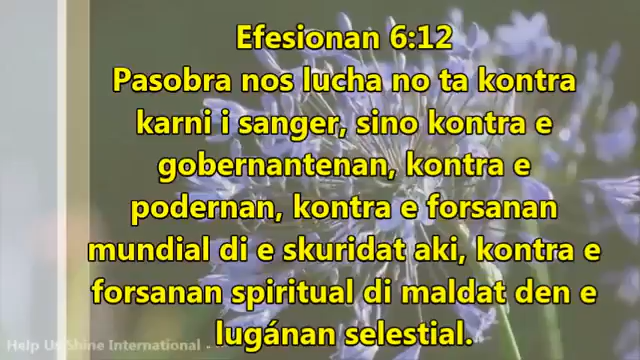 Efesionan 6:12
Pasobra nos lucha no ta kontra
karni i sanger, sino kontra e
gobernantenan, kontra e
podernan, kontra e forsanan
mundial di e skuridat aki, kontra e
forsanan spiritual di maldat den e
lugánan selestial.
Help Us Shine International -